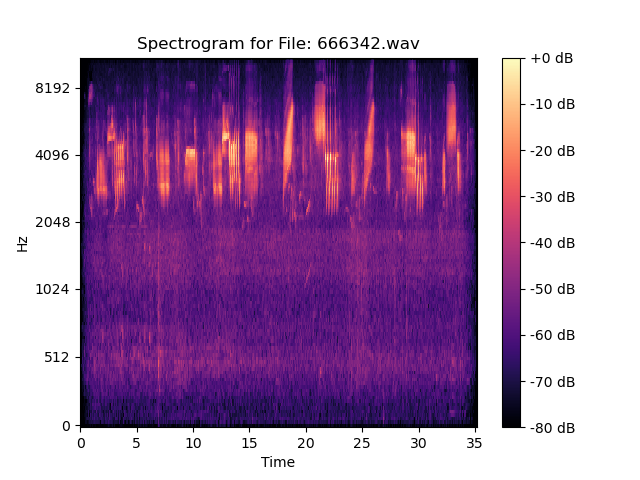 Spectrogram for File: 666342.wav
8192
4096
2048
1024
512
0
Hz
0 5 10 15 20 25 30 35
Time
+0 dB
-10 dB
-20 dB
-30 dB
-40 dB
-50 dB
-60 dB
-70 dB
-80 dB